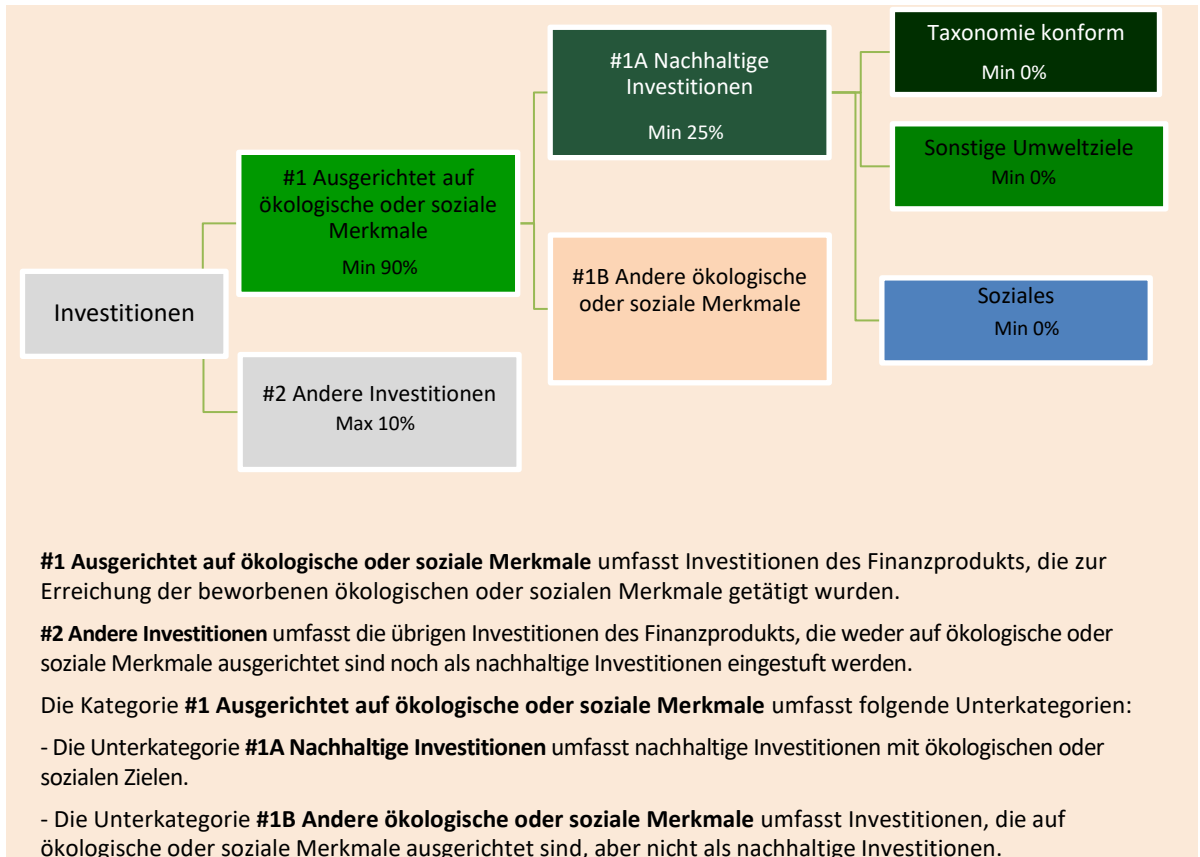 Investitionen
#1 Ausgerichtet auf
ökologische oder soziale
Merkmale
Min 90%
#2 Andere Investitionen
Max 10%
#1A Nachhaltige
Investitionen
Min 25%
#1B Andere ökologische
oder soziale Merkmale
Taxonomie konform
Min 0%
Sonstige Umweltziele
Min 0%
Soziales
Min 0%
#1 Ausgerichtet auf ökologische oder soziale Merkmale umfasst Investitionen des Finanzprodukts, die zur
Erreichung der beworbenen ökologischen oder sozialen Merkmale getätigt wurden.
#2 Andere Investitionen umfasst die übrigen Investitionen des Finanzprodukts, die weder auf ökologische oder
soziale Merkmale ausgerichtet sind noch als nachhaltige Investitionen eingestuft werden.
Die Kategorie #1 Ausgerichtet auf ökologische oder soziale Merkmale umfasst folgende Unterkategorien:
- Die Unterkategorie #1A Nachhaltige Investitionen umfasst nachhaltige Investitionen mit ökologischen oder
sozialen Zielen.
- Die Unterkategorie #1B Andere ökologische oder soziale Merkmale umfasst Investitionen, die auf
ökologische oder soziale Merkmale ausgerichtet sind, aber nicht als nachhaltige Investitionen.